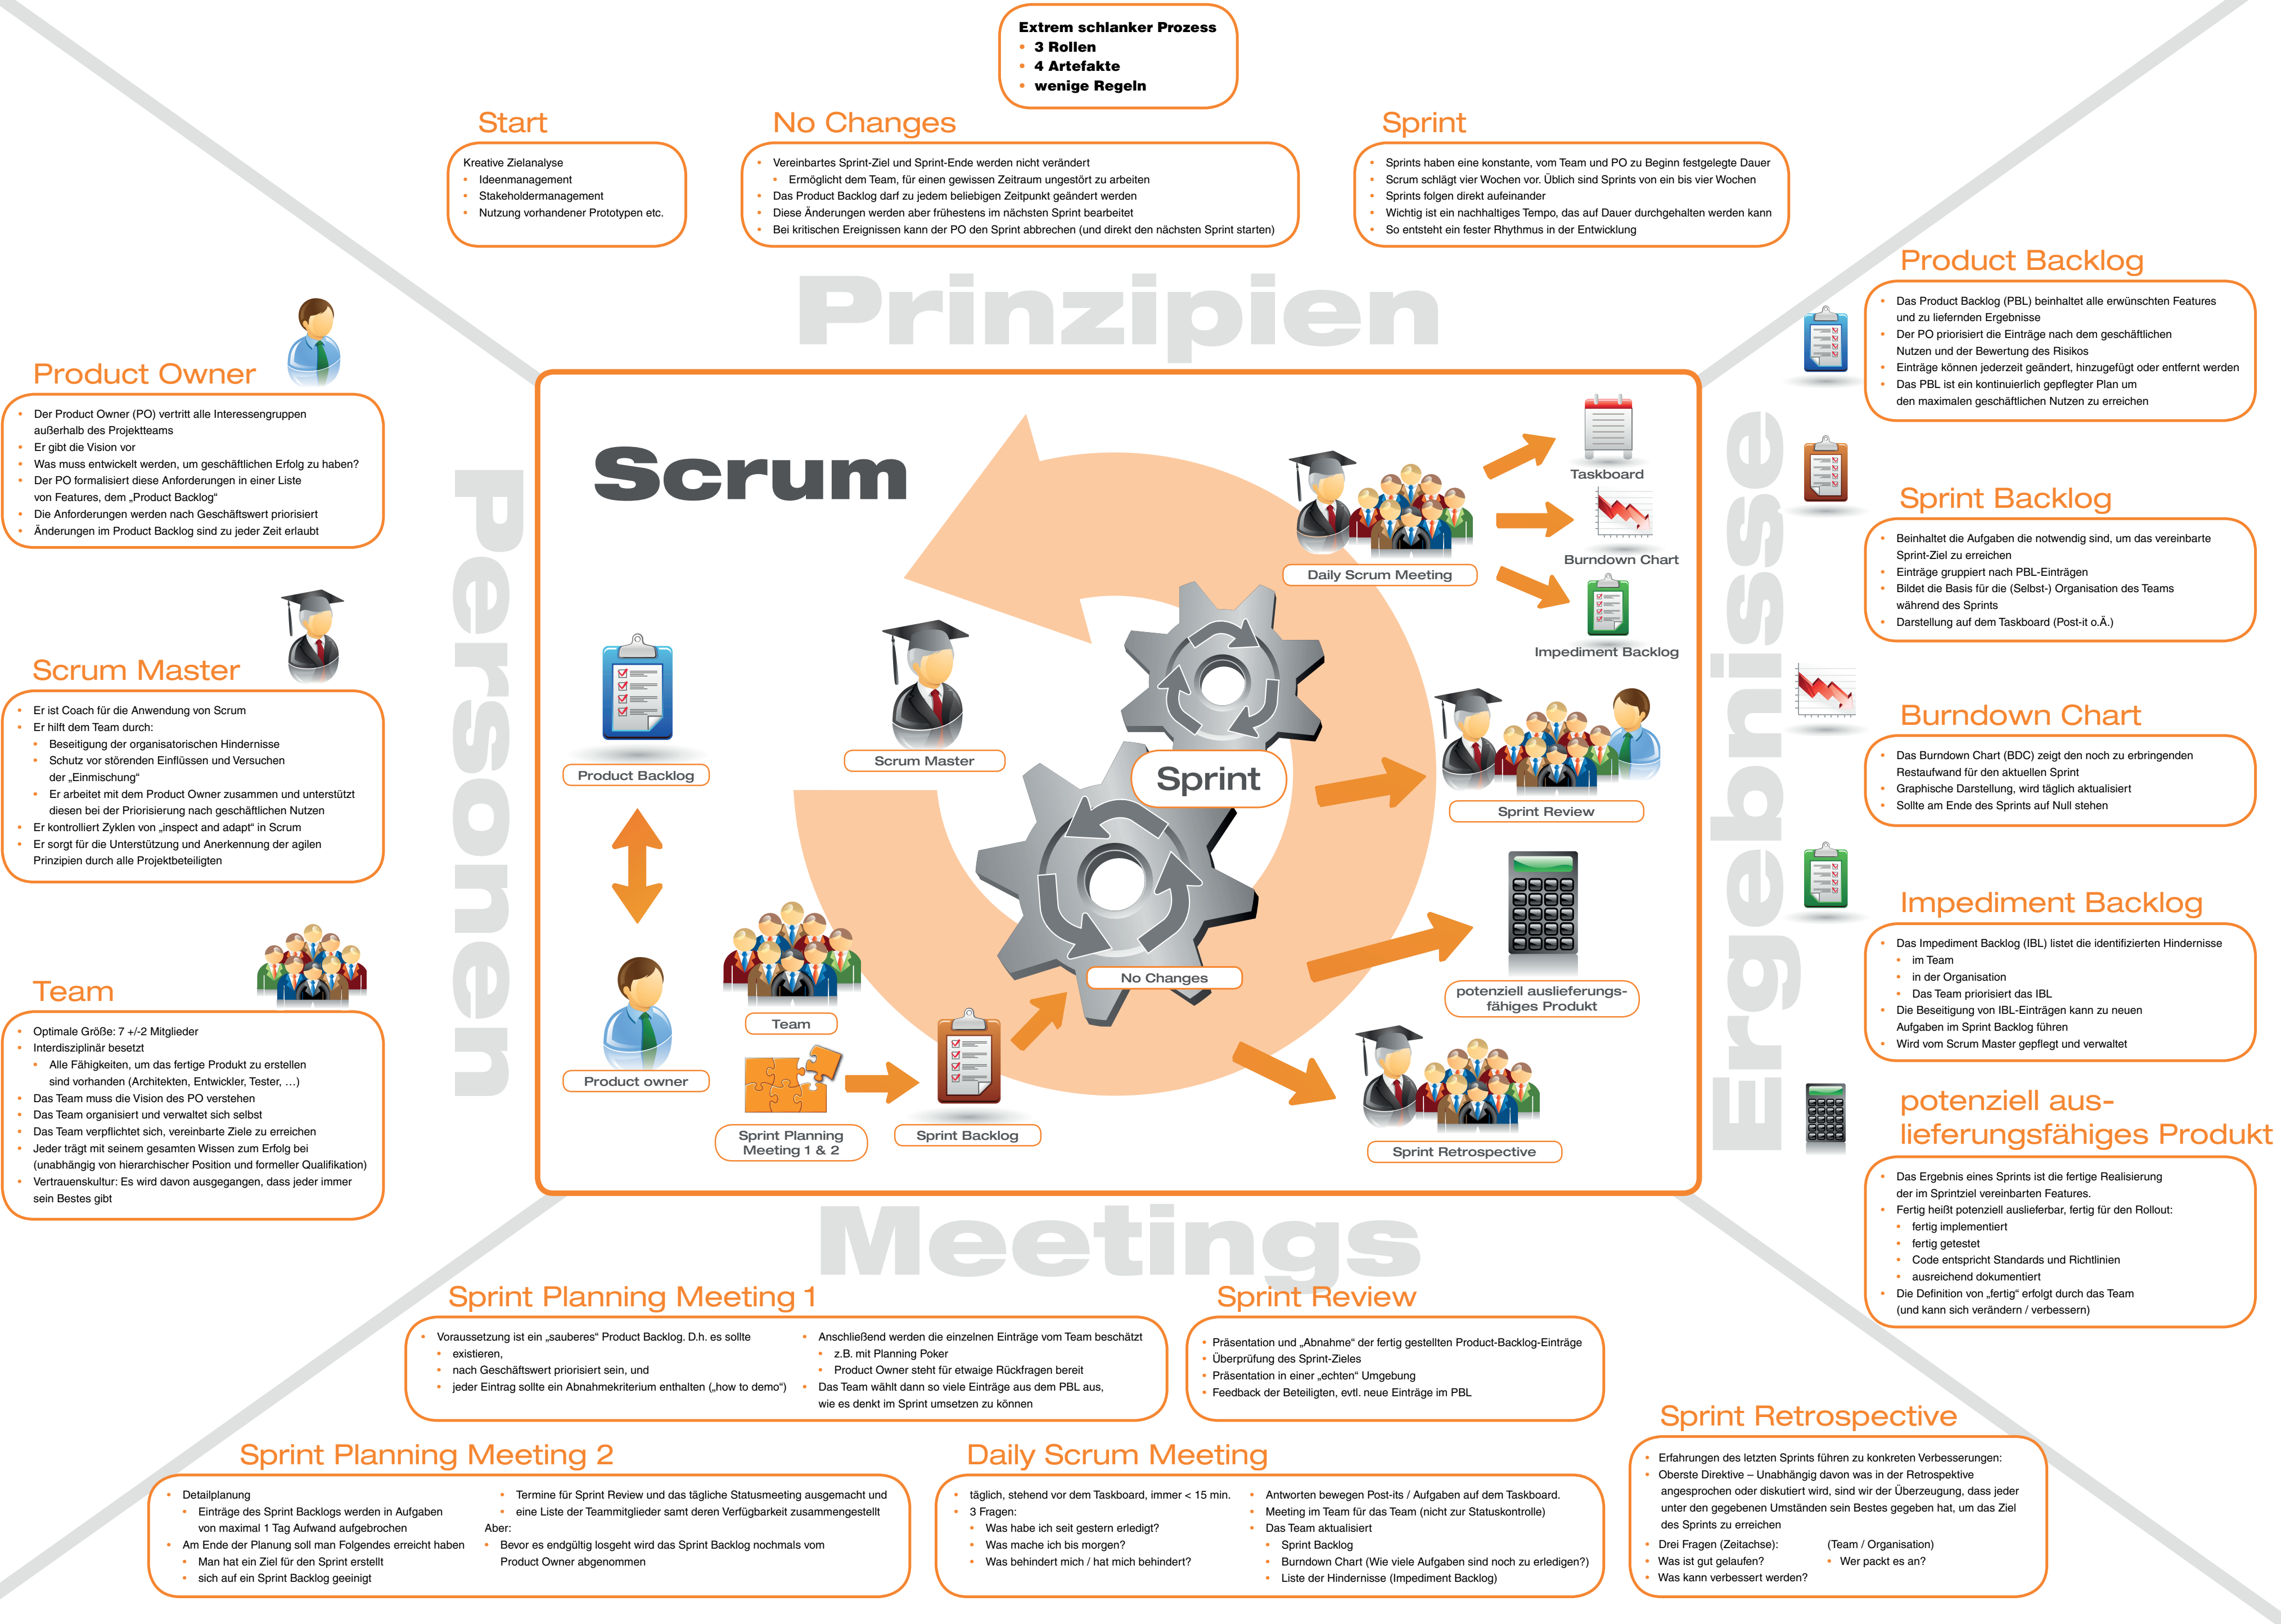 Extrem schlanker Prozess
• 3 Rollen
• 4 Artefakte
• wenige Regeln
Start
Kreative Zielanalyse
• Ideenmanagement
• Stakeholdermanagement
• Nutzung vorhandener Prototypen etc.
No Changes
• Vereinbartes Sprint-Ziel und Sprint-Ende werden nicht verändert
• Ermöglicht dem Team, für einen gewissen Zeitraum ungestört zu arbeiten
• Das Product Backlog darf zu jedem beliebigen Zeitpunkt geändert werden
• Diese Änderungen werden aber frühestens im nächsten Sprint bearbeitet
• Bei kritischen Ereignissen kann der PO den Sprint abbrechen (und direkt den nächsten Sprint starten)
Sprint
• Sprints haben eine konstante, vom Team und PO zu Beginn festgelegte Dauer
• Scrum schlägt vier Wochen vor. Üblich sind Sprints von ein bis vier Wochen
• Sprints folgen direkt aufeinander
• Wichtig ist ein nachhaltiges Tempo, das auf Dauer durchgehalten werden kann
• So entsteht ein fester Rhythmus in der Entwicklung
Prinzipien
Personen
Product Owner
• Der Product Owner (PO) vertritt alle Interessengruppen
außerhalb des Projektteams
• Er gibt die Vision vor
• Was muss entwickelt werden, um geschäftlichen Erfolg zu haben?
• Der PO formalisiert diese Anforderungen in einer Liste
von Features, dem „Product Backlog“
• Die Anforderungen werden nach Geschäftswert priorisiert
• Änderungen im Product Backlog sind zu jeder Zeit erlaubt
Scrum Master
• Er ist Coach für die Anwendung von Scrum
• Er hilft dem Team durch:
• Beseitigung der organisatorischen Hindernisse
• Schutz vor störenden Einflüssen und Versuchen
der „Einmischung“
• Er arbeitet mit dem Product Owner zusammen und unterstützt
diesen bei der Priorisierung nach geschäftlichen Nutzen
• Er kontrolliert Zyklen von „inspect and adapt“ in Scrum
• Er sorgt für die Unterstützung und Anerkennung der agilen
Prinzipien durch alle Projektbeteiligten
Team
• Optimale Größe: 7 +/-2 Mitglieder
• Interdisziplinär besetzt
• Alle Fähigkeiten, um das fertige Produkt zu erstellen
sind vorhanden (Architekten, Entwickler, Tester, …)
• Das Team muss die Vision des PO verstehen
• Das Team organisiert und verwaltet sich selbst
• Das Team verpflichtet sich, vereinbarte Ziele zu erreichen
• Jeder trägt mit seinem gesamten Wissen zum Erfolg bei
(unabhängig von hierarchischer Position und formeller Qualifikation)
• Vertrauenskultur: Es wird davon ausgegangen, dass jeder immer
sein Bestes gibt
Scrum
Taskboard
Burndown Chart
Daily Scrum Meeting
Impediment Backlog
Product Backlog
Scrum Master
Sprint
Sprint Review
No Changes
potenziell auslieferungs-
fähiges Produkt
Team
Product owner
Sprint Planning
Meeting 1 & 2
Sprint Backlog
Sprint Retrospective
Ergebnisse
Product Backlog
• Das Product Backlog (PBL) beinhaltet alle erwünschten Features
und zu liefernden Ergebnisse
• Der PO priorisiert die Einträge nach dem geschäftlichen
Nutzen und der Bewertung des Risikos
• Einträge können jederzeit geändert, hinzugefügt oder entfernt werden
• Das PBL ist ein kontinuierlich gepflegter Plan um
den maximalen geschäftlichen Nutzen zu erreichen
Sprint Backlog
• Beinhaltet die Aufgaben die notwendig sind, um das vereinbarte
Sprint-Ziel zu erreichen
• Einträge gruppiert nach PBL-Einträgen
• Bildet die Basis für die (Selbst-) Organisation des Teams
während des Sprints
• Darstellung auf dem Taskboard (Post-it o.Ä.)
Burndown Chart
• Das Burndown Chart (BDC) zeigt den noch zu erbringenden
Restaufwand für den aktuellen Sprint
• Graphische Darstellung, wird täglich aktualisiert
• Sollte am Ende des Sprints auf Null stehen
Impediment Backlog
• Das Impediment Backlog (IBL) listet die identifizierten Hindernisse
• im Team
• in der Organisation
• Das Team priorisiert das IBL
• Die Beseitigung von IBL-Einträgen kann zu neuen
Aufgaben im Sprint Backlog führen
• Wird vom Scrum Master gepflegt und verwaltet
potenziell aus-
lieferungsfähiges Produkt
• Das Ergebnis eines Sprints ist die fertige Realisierung
der im Sprintziel vereinbarten Features.
• Fertig heißt potenziell auslieferbar, fertig für den Rollout:
• fertig implementiert
• fertig getestet
• Code entspricht Standards und Richtlinien
• ausreichend dokumentiert
• Die Definition von „fertig“ erfolgt durch das Team
(und kann sich verändern / verbessern)
Meetings
Sprint Planning Meeting 1
• Voraussetzung ist ein „sauberes“ Product Backlog. D.h. es sollte
• existieren,
• nach Geschäftswert priorisiert sein, und
• jeder Eintrag sollte ein Abnahmekriterium enthalten („how to demo“)
• Anschließend werden die einzelnen Einträge vom Team beschätzt
• z.B. mit Planning Poker
• Product Owner steht für etwaige Rückfragen bereit
• Das Team wählt dann so viele Einträge aus dem PBL aus,
wie es denkt im Sprint umsetzen zu können
Sprint Review
• Präsentation und „Abnahme“ der fertig gestellten Product-Backlog-Einträge
• Überprüfung des Sprint-Zieles
• Präsentation in einer „echten“ Umgebung
• Feedback der Beteiligten, evtl. neue Einträge im PBL
Sprint Planning Meeting 2
• Detailplanung
• Einträge des Sprint Backlogs werden in Aufgaben
von maximal 1 Tag Aufwand aufgebrochen
• Am Ende der Planung soll man Folgendes erreicht haben
• Man hat ein Ziel für den Sprint erstellt
• sich auf ein Sprint Backlog geeinigt
• Termine für Sprint Review und das tägliche Statusmeeting ausgemacht und
• eine Liste der Teammitglieder samt deren Verfügbarkeit zusammengestellt
Aber:
• Bevor es endgültig losgeht wird das Sprint Backlog nochmals vom
Product Owner abgenommen
Daily Scrum Meeting
• täglich, stehend vor dem Taskboard, immer < 15 min.
• 3 Fragen:
• Was habe ich seit gestern erledigt?
• Was mache ich bis morgen?
• Was behindert mich / hat mich behindert?
• Antworten bewegen Post-its / Aufgaben auf dem Taskboard.
• Meeting im Team für das Team (nicht zur Statuskontrolle)
• Das Team aktualisiert
• Sprint Backlog
• Burndown Chart (Wie viele Aufgaben sind noch zu erledigen?)
• Liste der Hindernisse (Impediment Backlog)
Sprint Retrospective
• Erfahrungen des letzten Sprints führen zu konkreten Verbesserungen:
• Oberste Direktive – Unabhängig davon was in der Retrospektive
angesprochen oder diskutiert wird, sind wir der Überzeugung, dass jeder
unter den gegebenen Umständen sein Bestes gegeben hat, um das Ziel
des Sprints zu erreichen
• Drei Fragen (Zeitachse):
• Was ist gut gelaufen?
• Was kann verbessert werden?
(Team / Organisation)
• Wer packt es an?